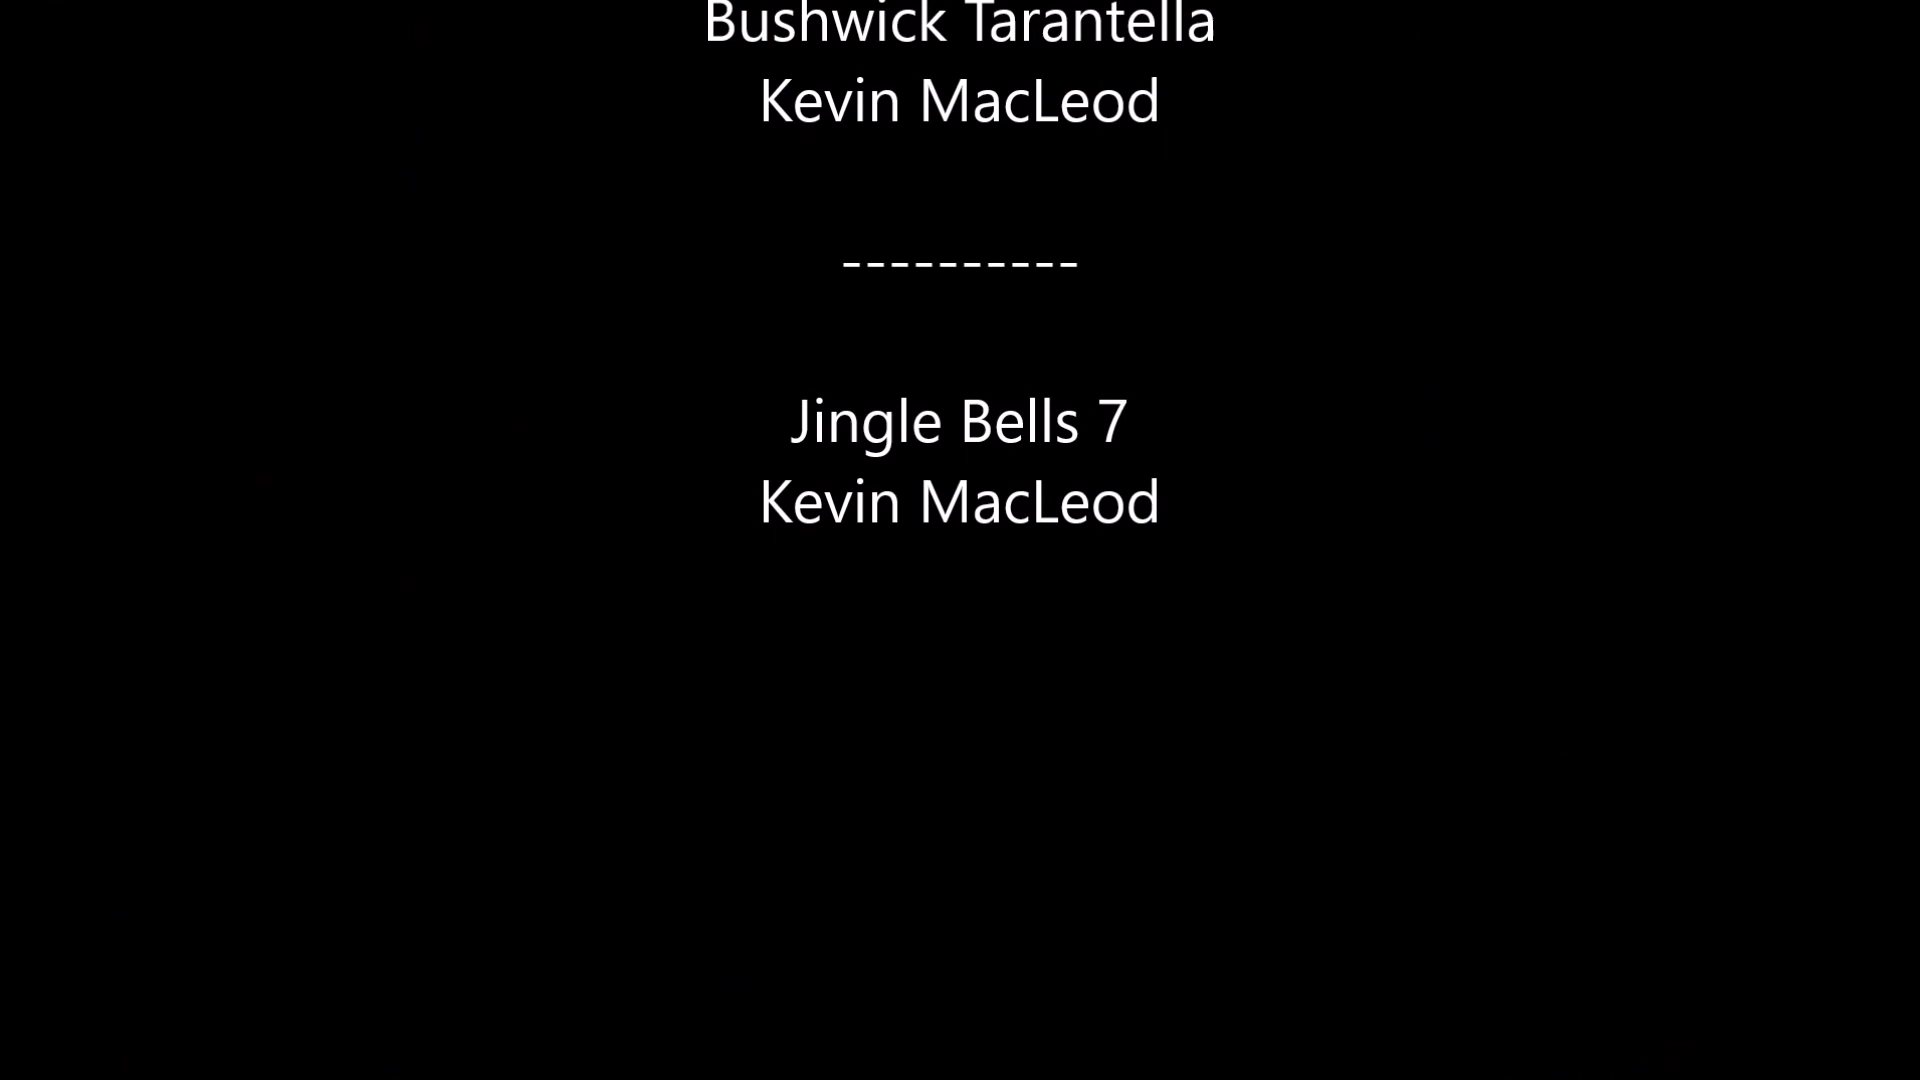 Bushwick Tarantella
Kevin MacLeod
----------
Jingle Bells 7
Kevin MacLeod